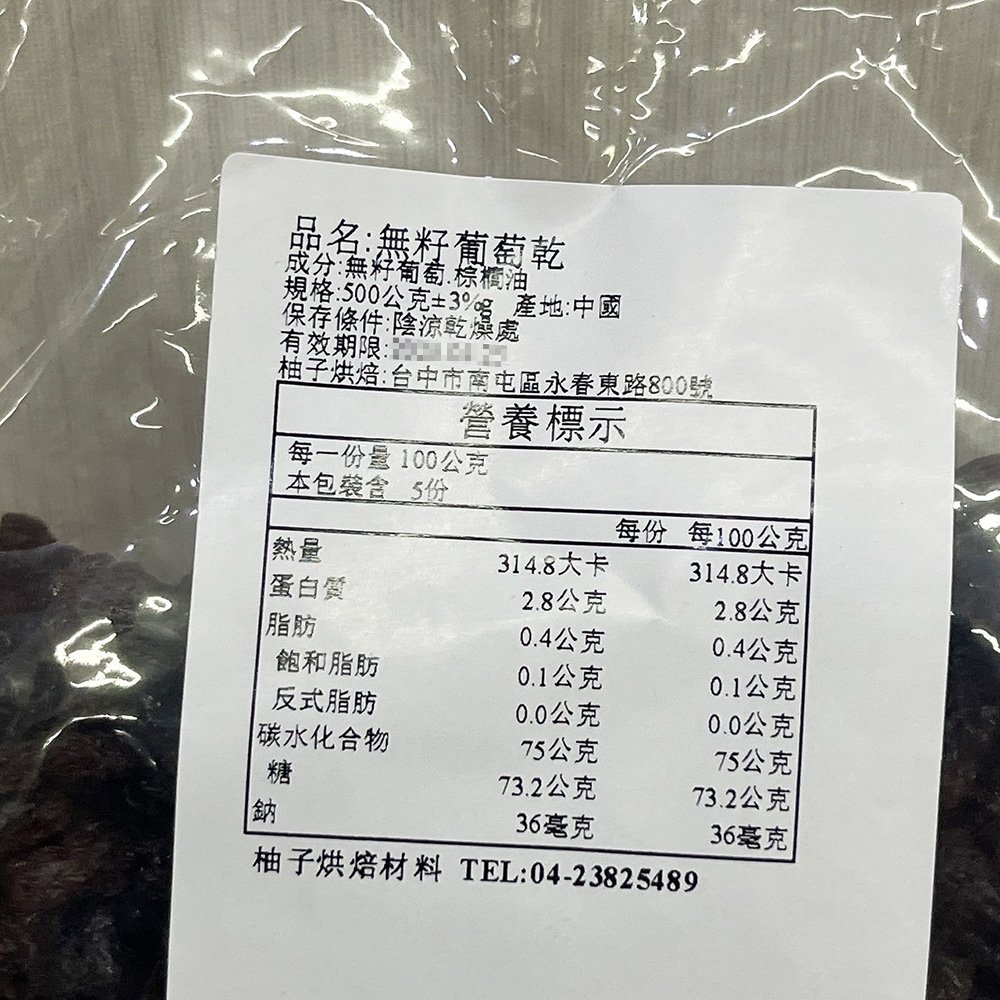 品名:無籽葡萄乾
成分:無籽葡萄.棕櫚油
規格:500公克±3%g 產地:中國
保存條件:陰涼乾燥處
有效期限:
柚子烘焙:台中市南屯區永春東路800號
營養標示
每一份量 100公克
本包裝含 5份
每份 每100公克
熱量 314.8大卡 314.8大卡
蛋白質 2.8公克 2.8公克
脂肪 0.4公克 0.4公克
飽和脂肪 0.1公克 0.1公克
反式脂肪 0.0公克 0.0公克
碳水化合物 75公克 75公克
糖 73.2公克 73.2公克
鈉 36毫克 36毫克
柚子烘焙材料 TEL:04-23825489